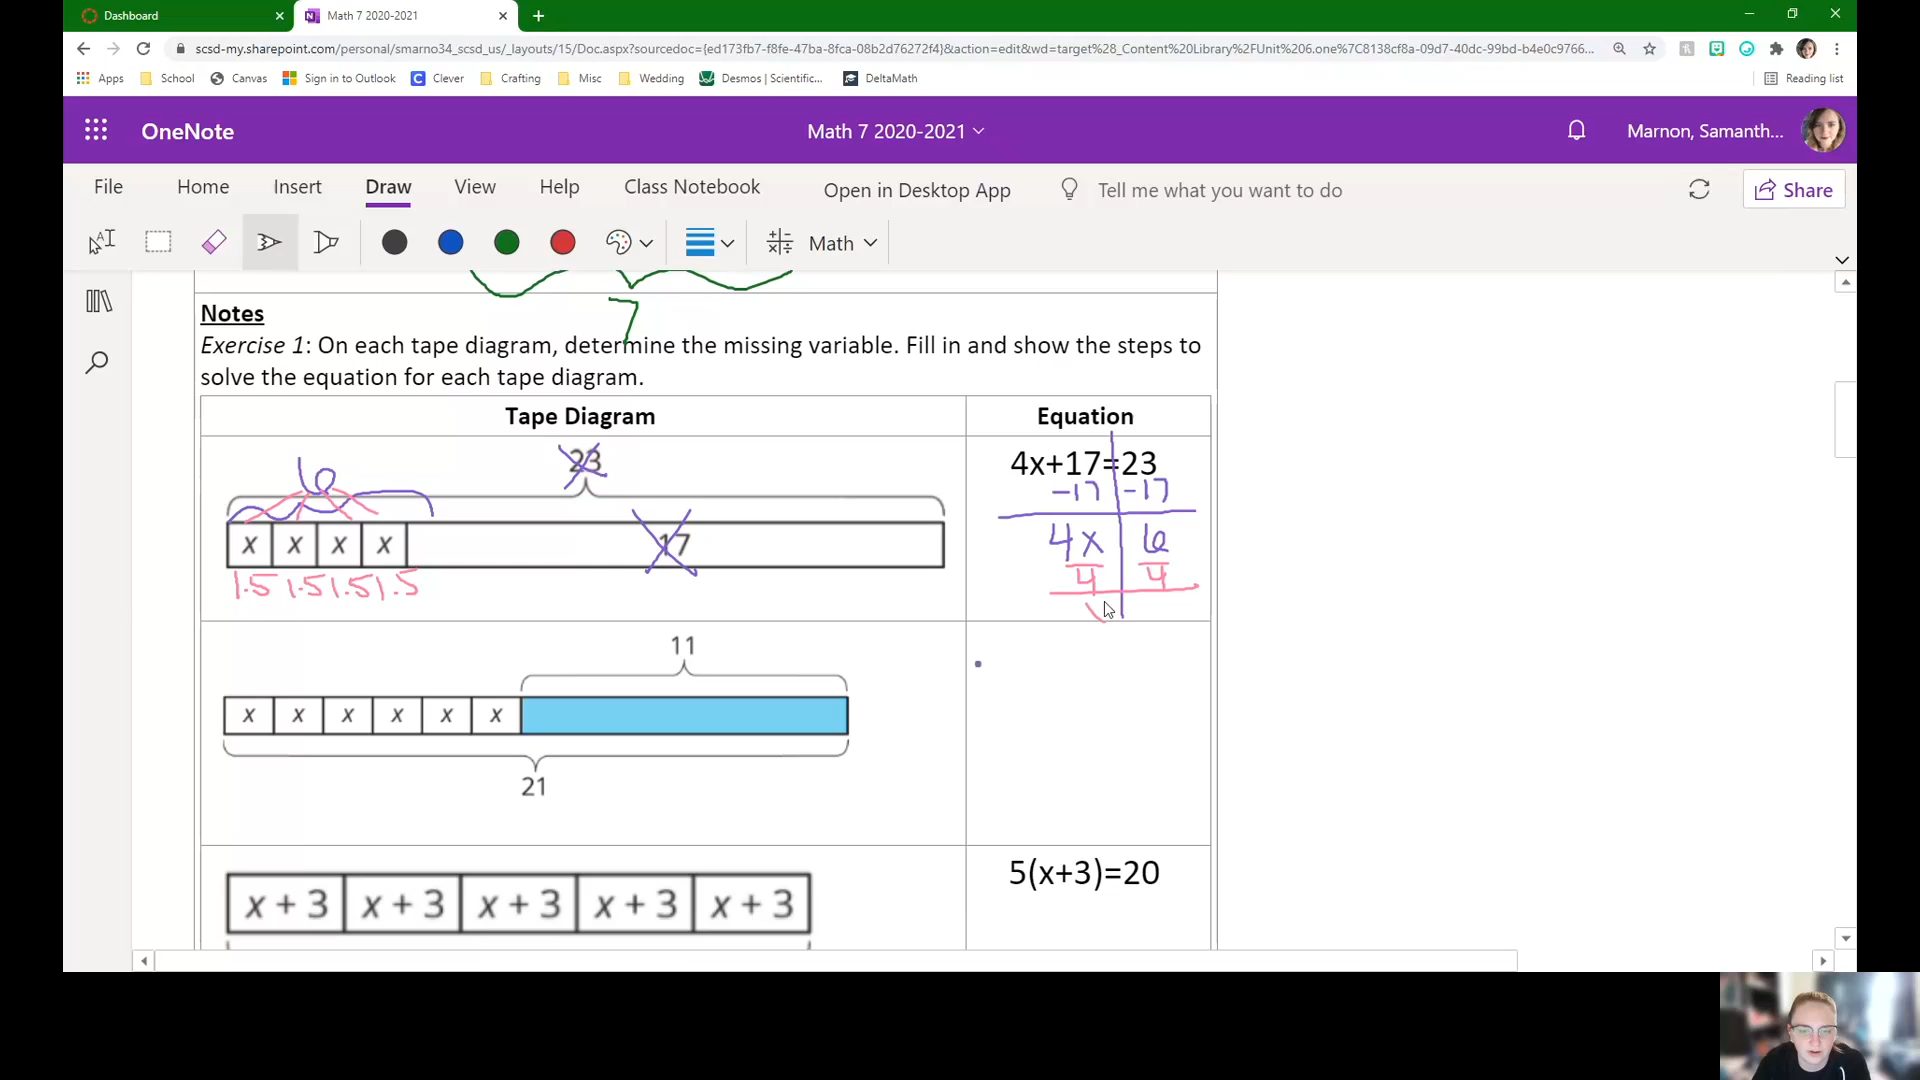 Dashboard
Math 7 2020-2021
scsd-my.sharepoint.com/personal/smarno34_scsd_us/_layouts/15/Doc.aspx?sourcedoc={ed173fb7-f8fe-47ba-8fca-08b2d76272f4}&action=edit&wd=target%28_Content%20Library%2FUnit%206.one%7C8138cf8a-09d7-40dc-99bd-b4e0c9766...
Apps School Canvas Sign in to Outlook Clever Crafting Misc Wedding Desmos | Scientific... DeltaMath Reading list
OneNote Math 7 2020-2021 Marnon, Samanth...
File Home Insert Draw View Help Class Notebook Open in Desktop App Tell me what you want to do Share
Math
7
Notes
Exercise 1: On each tape diagram, determine the missing variable. Fill in and show the steps to
solve the equation for each tape diagram.
Tape Diagram Equation
6 23 4x+17=23
-17 -17
x x x x 17 4x 6
1.5 1.5 1.5 1.5 4 4
11
x x x x x x
21
5(x+3)=20
x + 3 x + 3 x + 3 x + 3 x + 3